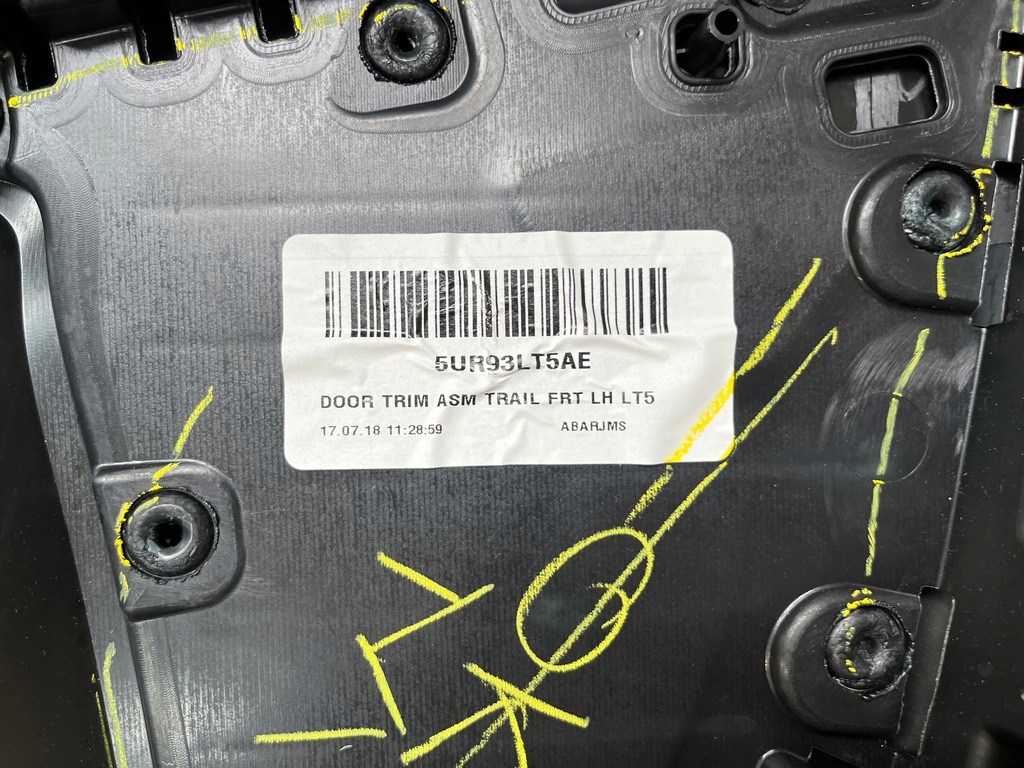 5UR93LT5AE
DOOR TRIM ASM TRAIL FRT LH LT5
17.07.18 11:28:59 ABARJMS